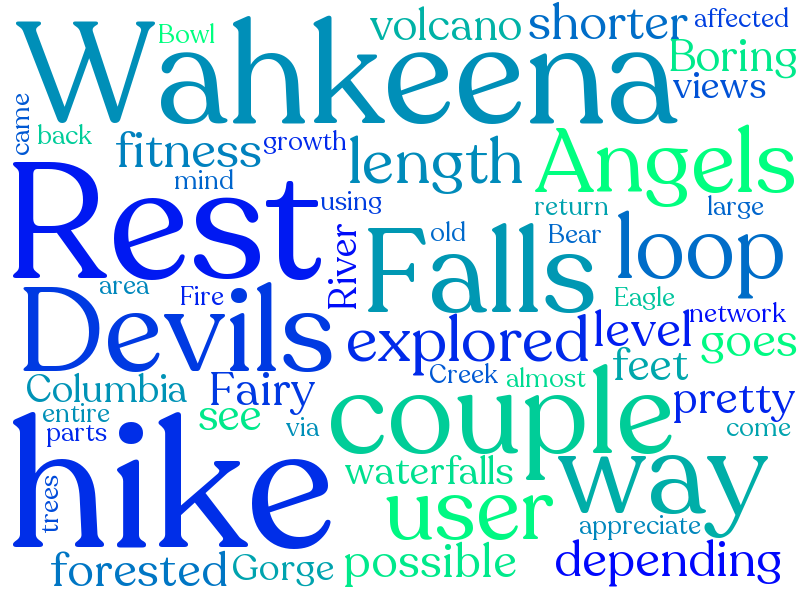 Wahkeena
Bowl
volcano
shorter
affected
Boring
views
came
back
fitness
growth
length
Angels
mind
Rest
using
return
large
River
Falls
old
Bear
loop
area
Fire
Devils
Eagle
network
explored
level
goes
Columbia
Fairy
Creek
almost
feet
entire
see
couple
pretty
parts
via
come
hike
waterfalls
way
trees
user
appreciate
forested
Gorge
possible
depending